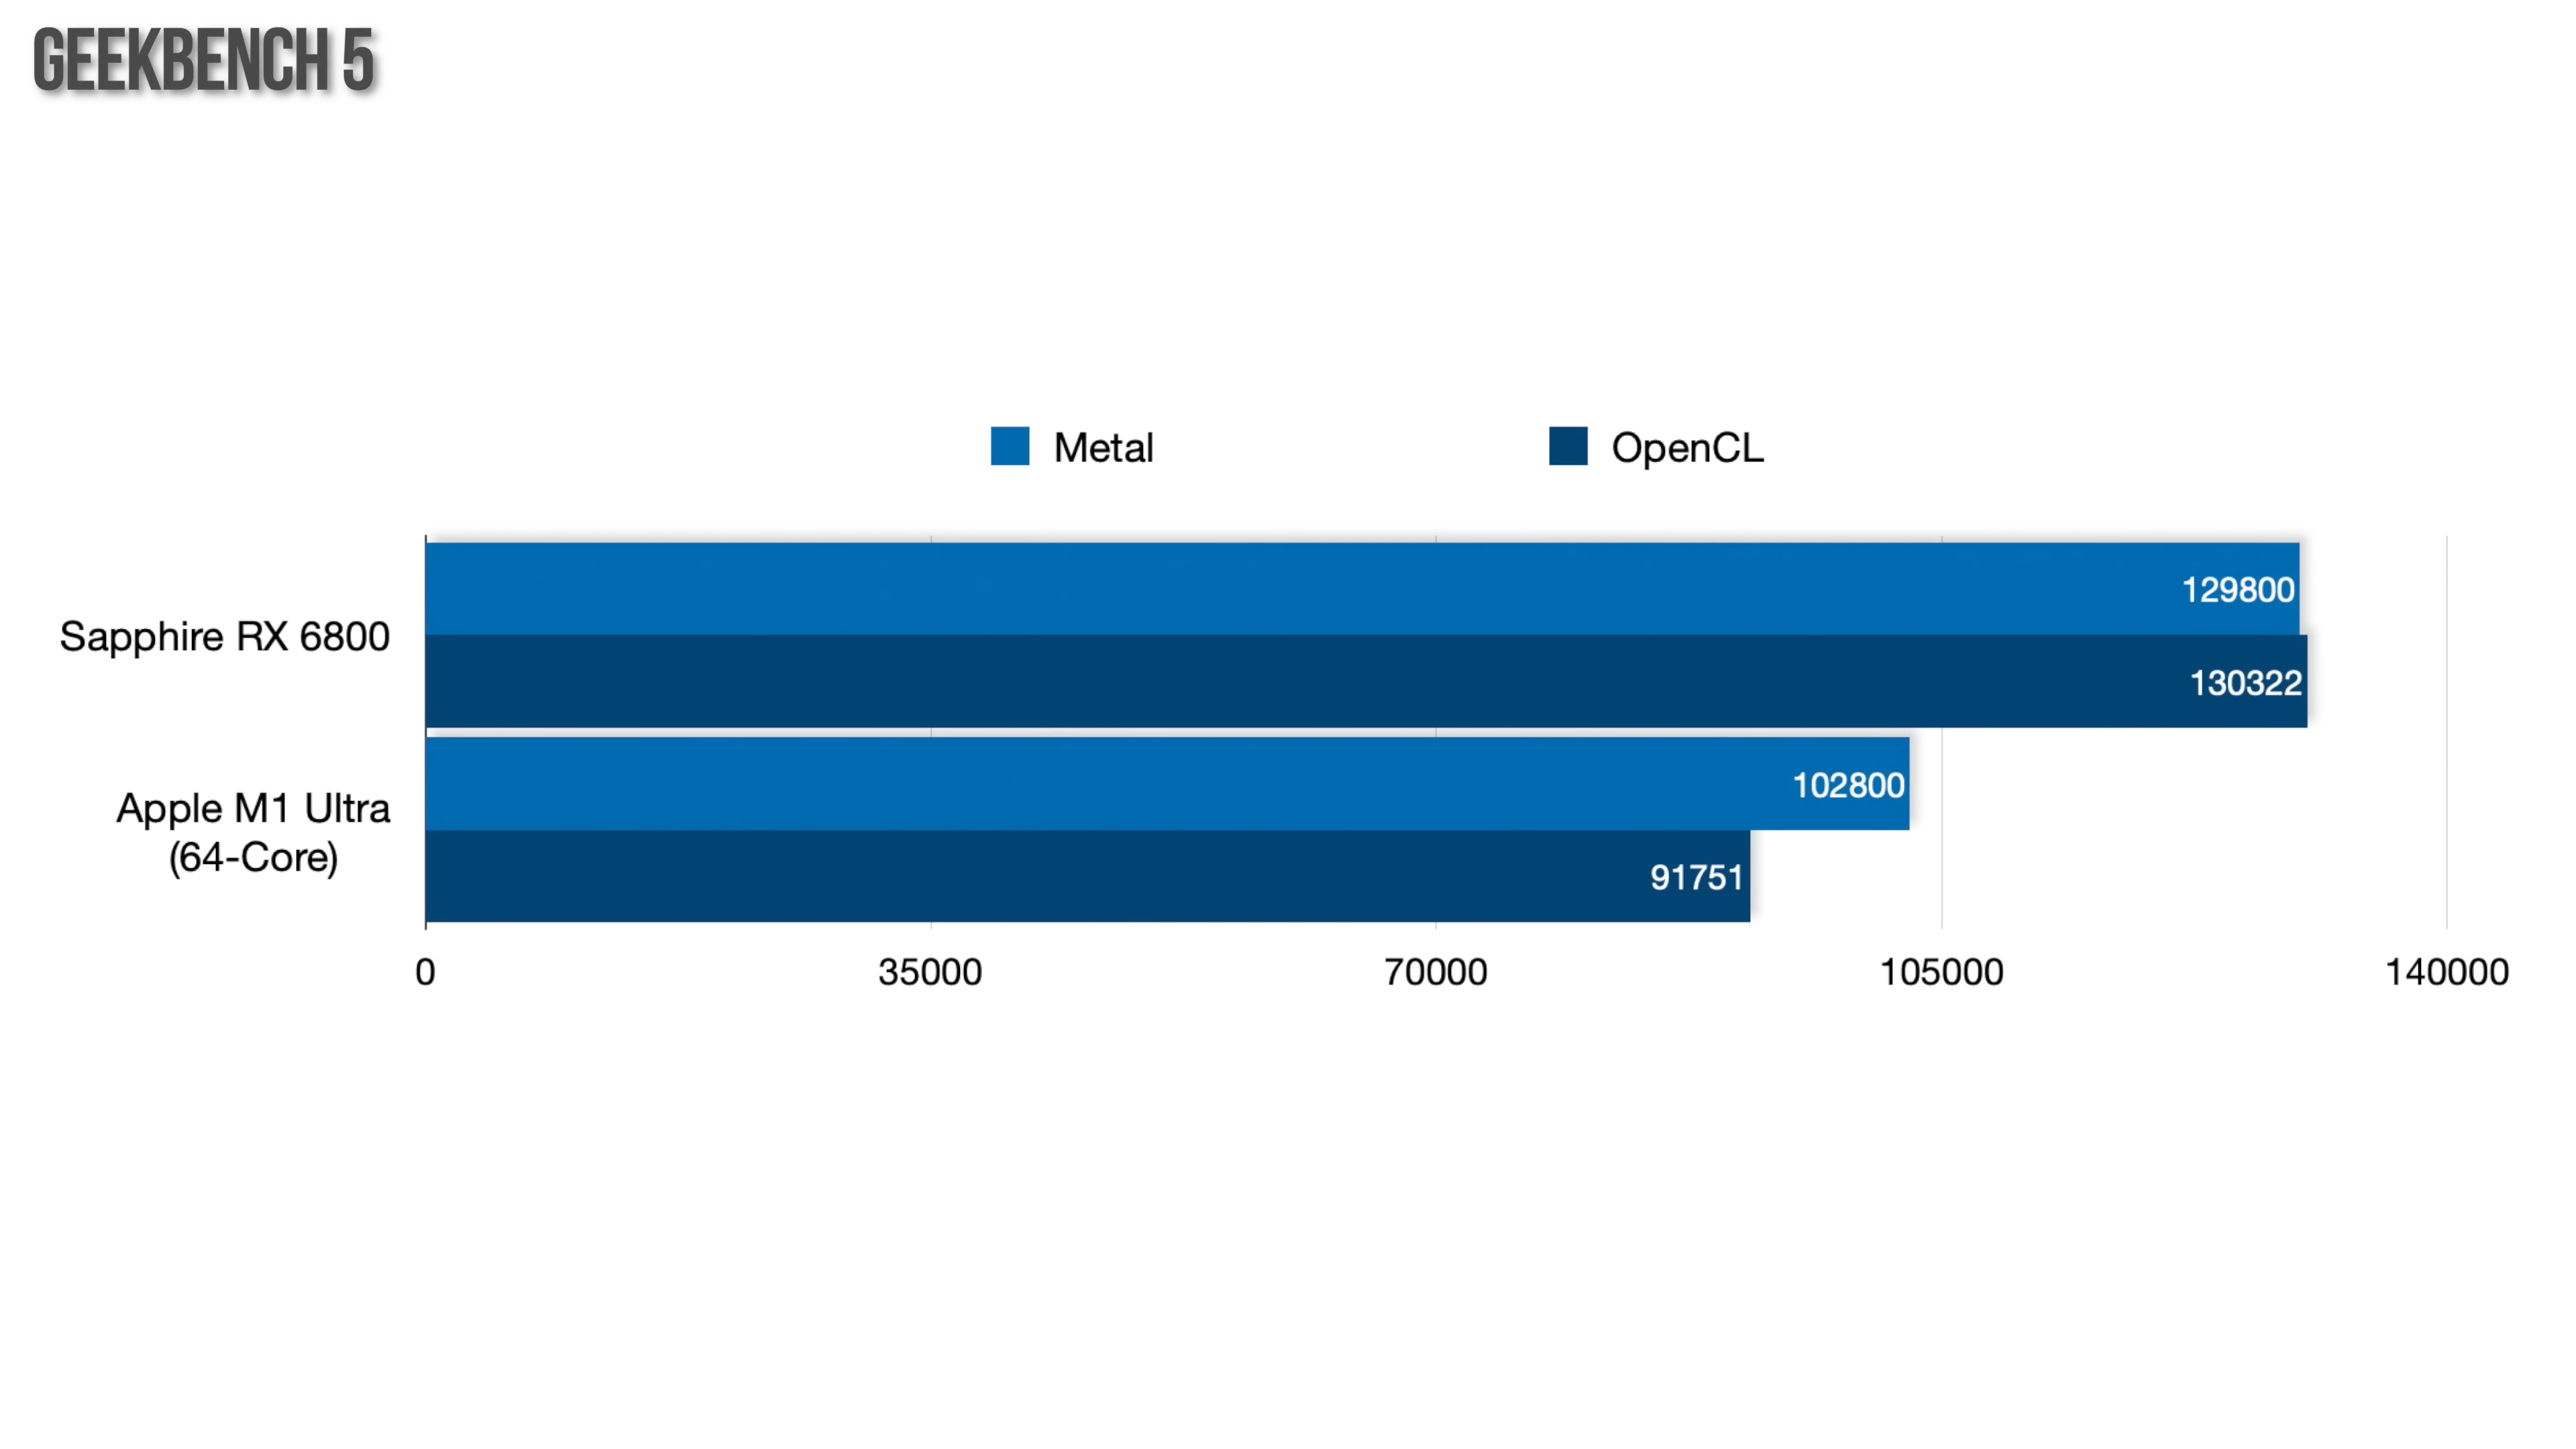 GEEKBENCH 5
Metal
OpenCL
Sapphire RX 6800
129800
130322
Apple M1 Ultra
(64-Core)
102800
91751
0
35000
70000
105000
140000